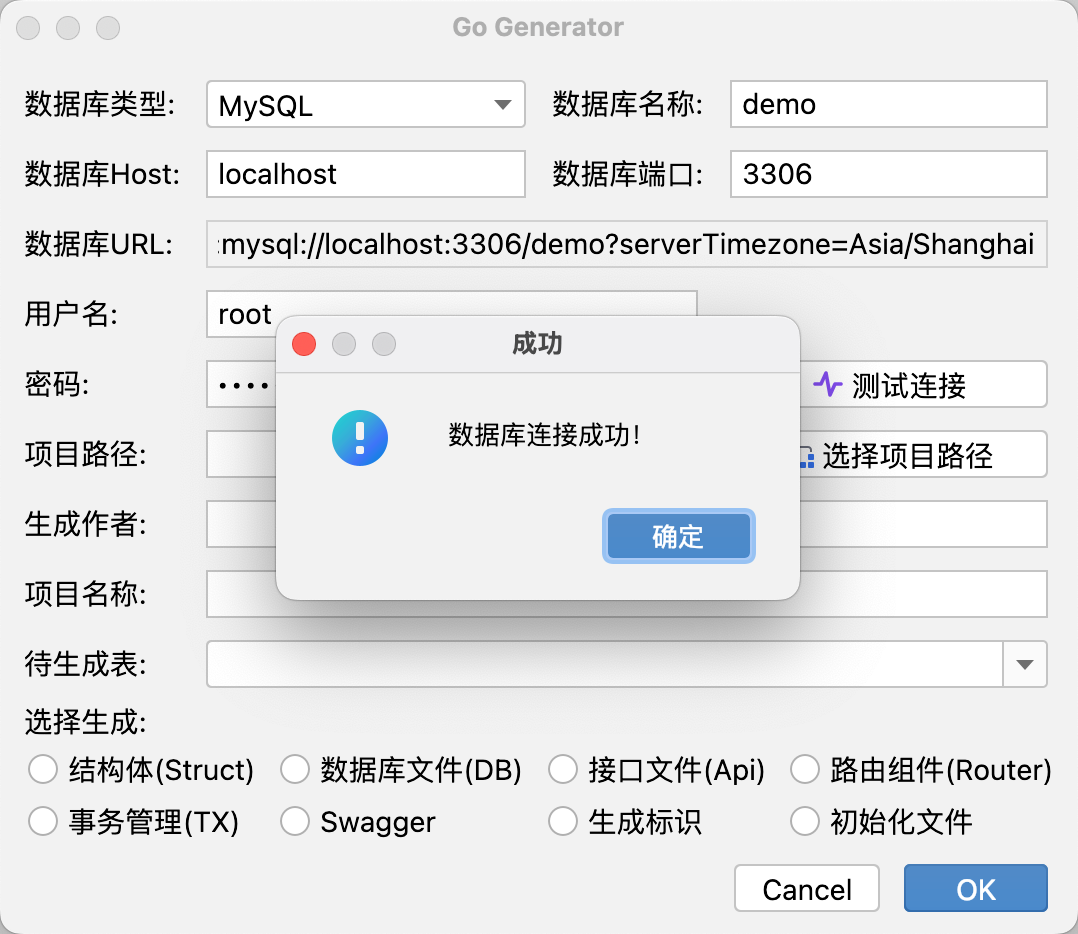 Go Generator
数据库类型: MySQL 数据库名称: demo
数据库Host: localhost 数据库端口: 3306
数据库URL: :mysql://localhost:3306/demo?serverTimezone=Asia/Shanghai
用户名: root
成功
密码: •••• 测试连接
数据库连接成功!
项目路径: 选择项目路径
生成作者:
确定
项目名称:
待生成表:
选择生成:
结构体(Struct) 数据库文件(DB) 接口文件(Api) 路由组件(Router)
事务管理(TX) Swagger 生成标识 初始化文件
Cancel OK